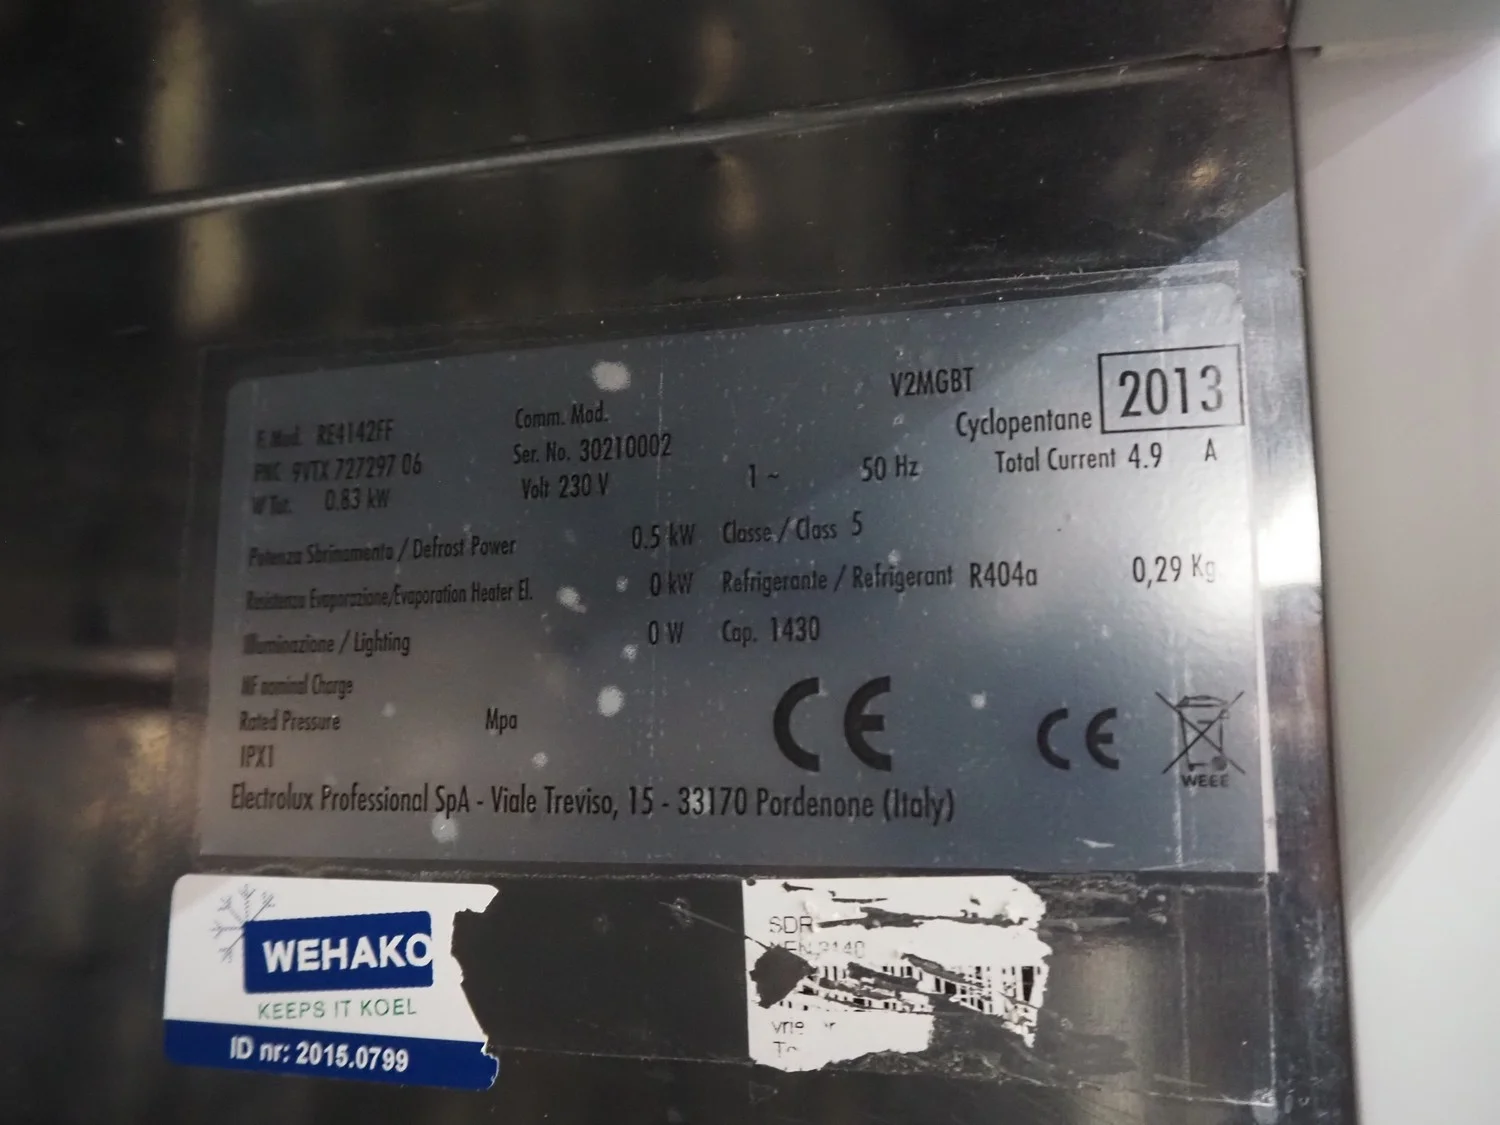 V2MGBT
F. Mod. RE4142FF Comm. Mod. Cyclopentane 2013
PNC 9VTX 727297 06 Ser. No. 30210002 Total Current 4.9 A
W Tot. 0.83 kW Volt 230 V 1 ~ 50 Hz
Potenza Sbrinamento / Defrost Power 0.5 kW Classe / Class 5
Resistenza Evaporazione/Evaporation Heater El. 0 kW Refrigerante / Refrigerant R404a 0,29 Kg
Illuminazione / Lighting 0 W Cap. 1430
NF nominal Charge
Rated Pressure Mpa
IPX1
CE CE
WEEE
Electrolux Professional SpA - Viale Treviso, 15 - 33170 Pordenone (Italy)
WEHAKO
KEEPS IT KOEL
ID nr: 2015.0799
SDR